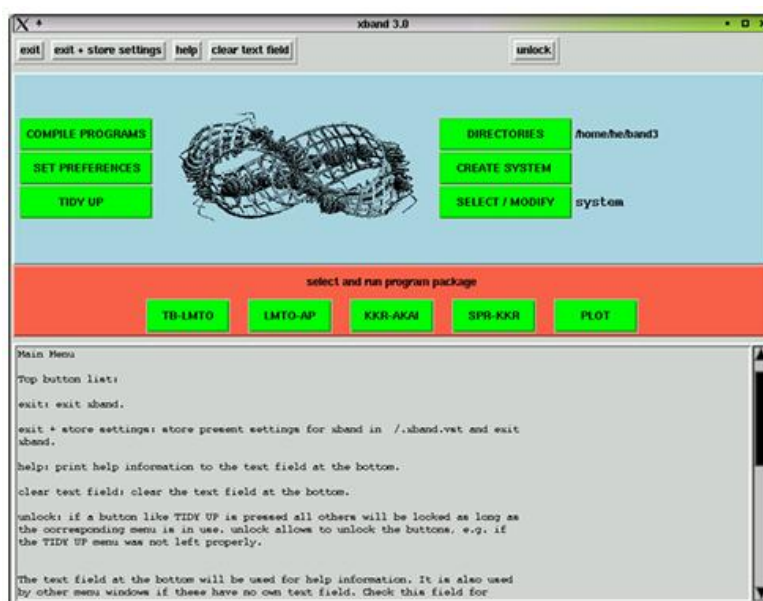 xband 3.0
exit exit + store settings help clear text field unlock
COMPILE PROGRAMS DIRECTORIES /home/he/band3
SET PREFERENCES CREATE SYSTEM
TIDY UP SELECT / MODIFY system
select and run program package
TB-LMTO LMTO-AP KKR-AKAI SPR-KKR PLOT
Main Menu
Top button list:
exit: exit xband.
exit + store settings: store present settings for xband in /.xband.vst and exit
xband.
help: print help information to the text field at the bottom.
clear text field: clear the text field at the bottom.
unlock: if a button like TIDY UP is pressed all others will be locked as long as
the corresponding menu is in use. unlock allows to unlock the buttons, e.g. if
the TIDY UP menu was not left properly.
The text field at the bottom will be used for help information. It is also used
by other menu windows if these have no own text field. Check this field for